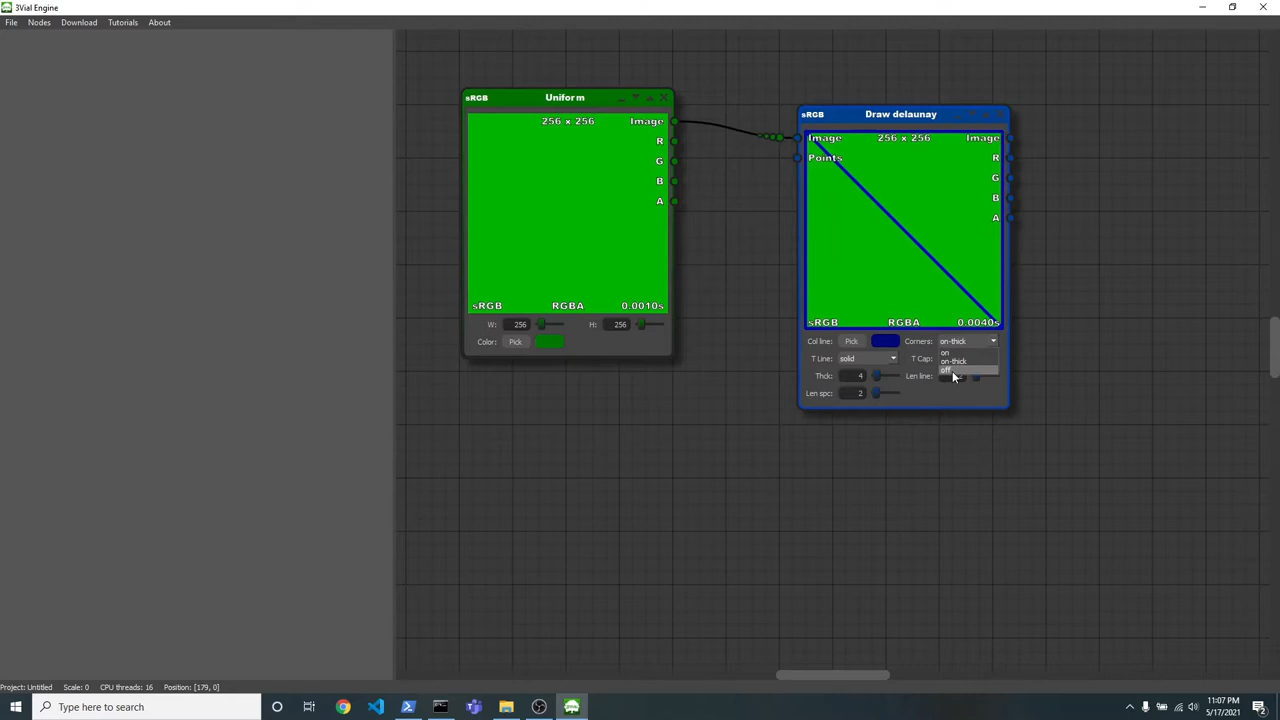 3Vial Engine
File Nodes Download Tutorials About
sRGB Uniform
256 x 256 Image
R
G
B
A
sRGB RGBA 0.0010s
W: 256 H: 256
Color: Pick
sRGB Draw delaunay
Image 256 x 256 Image
Points R
G
B
A
sRGB RGBA 0.0040s
Col line: Pick Corners: on-thick
on
on-thick
off
T Line: solid T Cap:
Thck: 4 Len line:
Len spc: 2
Project: Untitled Scale: 0 CPU threads: 16 Position: [179, 0]
Type here to search
11:07 PM
5/17/2021